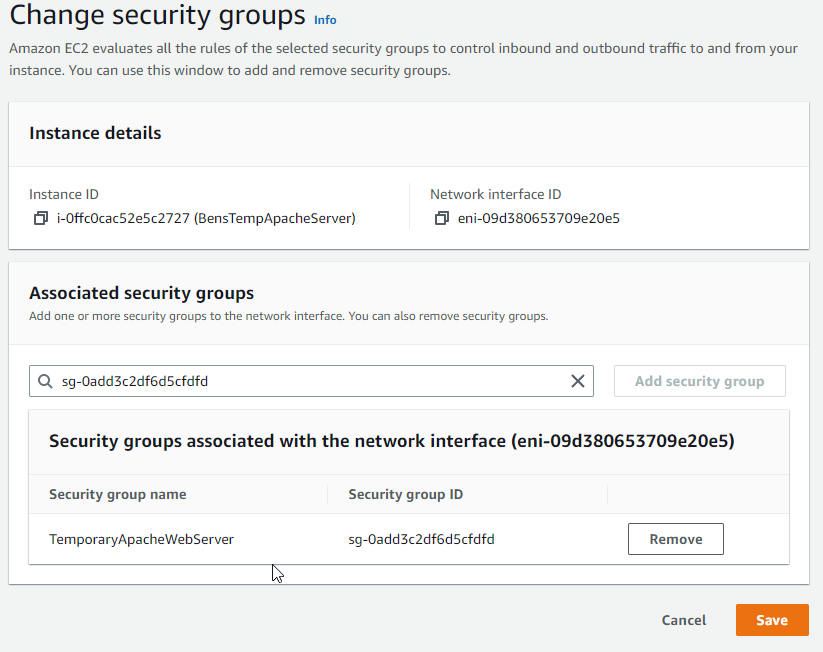 Change security groups Info
Amazon EC2 evaluates all the rules of the selected security groups to control inbound and outbound traffic to and from your
instance. You can use this window to add and remove security groups.
Instance details
Instance ID
i-0ffc0cac52e5c2727 (BensTempApacheServer)
Network interface ID
eni-09d380653709e20e5
Associated security groups
Add one or more security groups to the network interface. You can also remove security groups.
sg-0add3c2df6d5cfdfd
Add security group
Security groups associated with the network interface (eni-09d380653709e20e5)
Security group name Security group ID
TemporaryApacheWebServer sg-0add3c2df6d5cfdfd Remove
Cancel Save